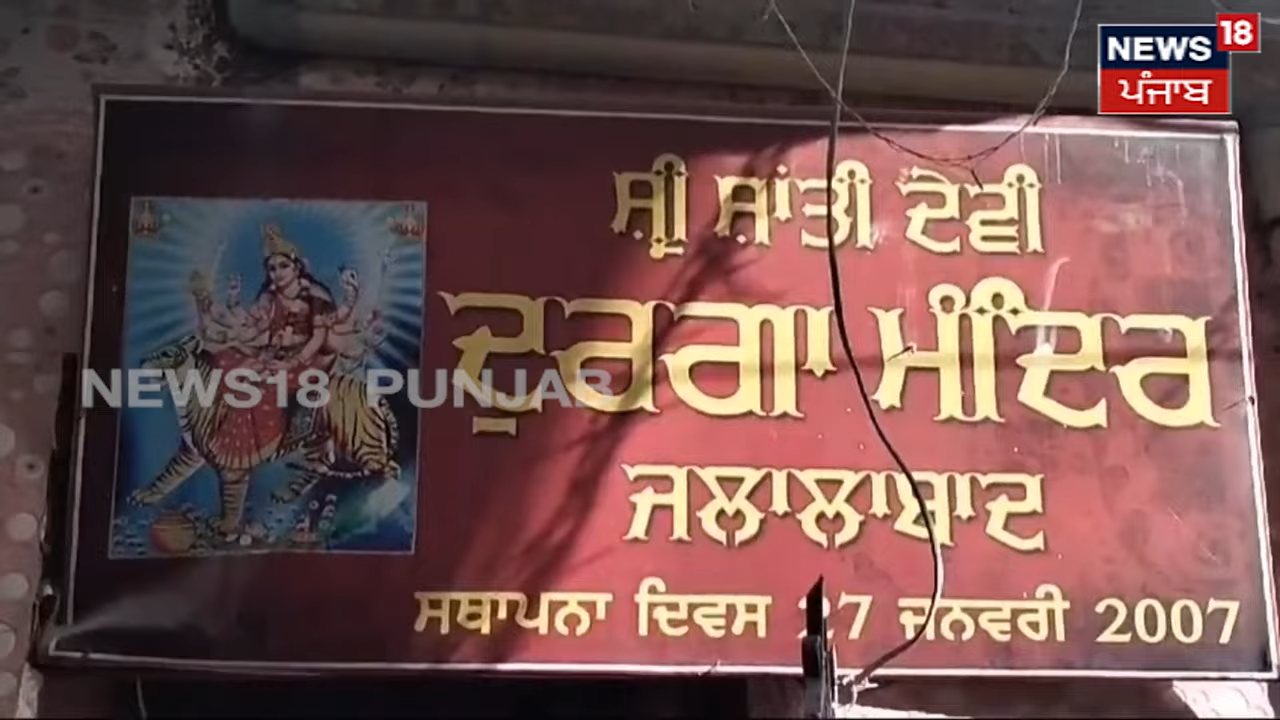 NEWS 18
ਪੰਜਾਬ
ਸ਼੍ਰੀ ਸ਼ਾਂਤੀ ਦੇਵੀ
ਦੁਰਗਾ ਮੰਦਿਰ
ਜਲਾਲਾਬਾਦ
ਸਥਾਪਨਾ ਦਿਵਸ 27 ਜਨਵਰੀ 2007
NEWS18 PUNJAB